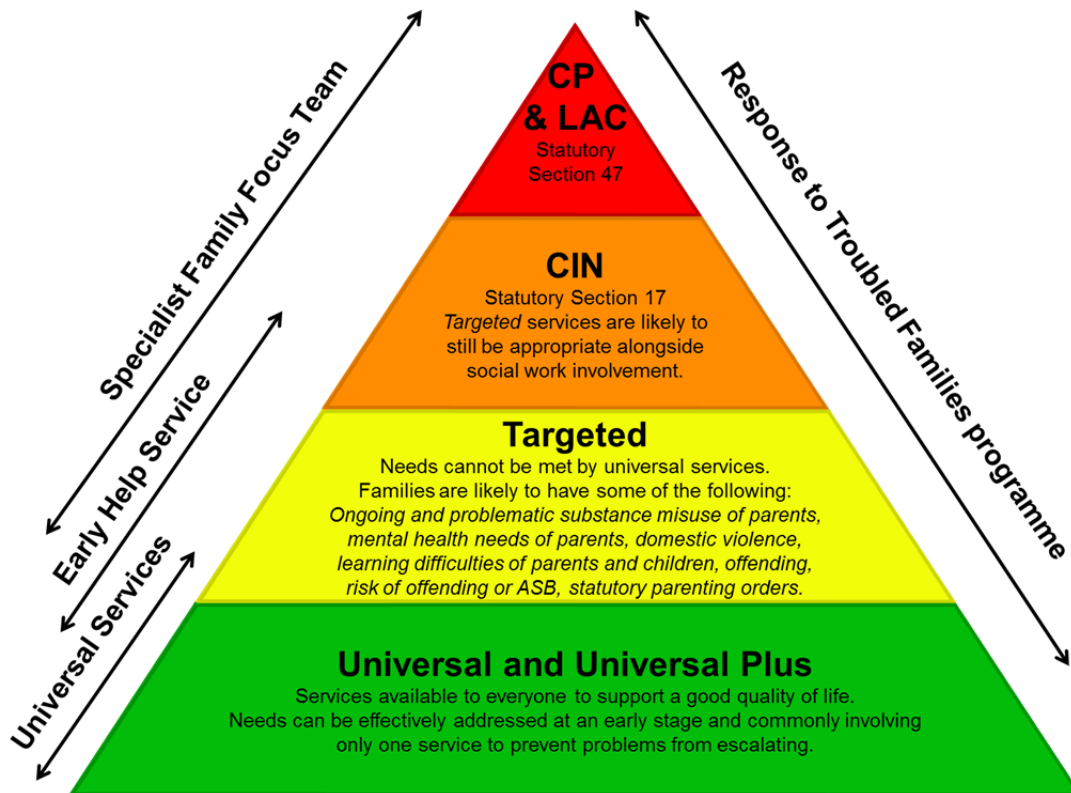 CP
& LAC
Statutory
Section 47
CIN
Statutory Section 17
Targeted services are likely to
still be appropriate alongside
social work involvement.
Targeted
Needs cannot be met by universal services.
Families are likely to have some of the following:
Ongoing and problematic substance misuse of parents,
mental health needs of parents, domestic violence,
learning difficulties of parents and children, offending,
risk of offending or ASB, statutory parenting orders.
Universal and Universal Plus
Services available to everyone to support a good quality of life.
Needs can be effectively addressed at an early stage and commonly involving
only one service to prevent problems from escalating.
Specialist Family Focus Team
Early Help Service
Universal Services
Response to Troubled Families programme